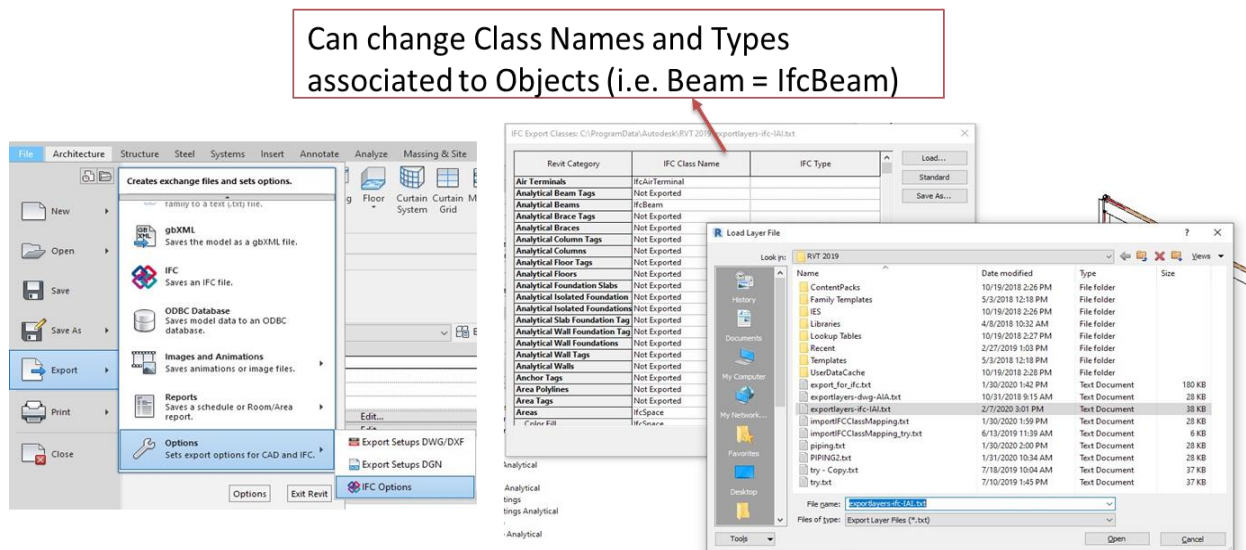 Can change Class Names and Types
associated to Objects (i.e. Beam = IfcBeam)
File Architecture Structure Steel Systems Insert Annotate Analyze Massing & Site
Creates exchange files and sets options.
family to a text (.txt) file.
New
Open
Save
Save As
Export
Print
Close
gbXML
Saves the model as a gbXML file.
IFC
Saves an IFC file.
ODBC Database
Saves model data to an ODBC
database.
Images and Animations
Saves animations or image files.
Reports
Saves a schedule or Room/Area
report.
Options
Sets export options for CAD and IFC.
Options Exit Revit
Floor Curtain Curtain
System Grid
Edit...
Export Setups DWG/DXF
Export Setups DGN
IFC Options
IFC Export Classes: C:\ProgramData\Autodesk\RVT 2019\exportlayers-ifc-IAI.txt
Revit Category IFC Class Name IFC Type
Load...
Standard
Save As...
Air Terminals IfcAirTerminal
Analytical Beam Tags Not Exported
Analytical Beams IfcBeam
Analytical Brace Tags Not Exported
Analytical Braces Not Exported
Analytical Column Tags Not Exported
Analytical Columns Not Exported
Analytical Floor Tags Not Exported
Analytical Floors Not Exported
Analytical Foundation Slabs Not Exported
Analytical Isolated Foundation Not Exported
Analytical Isolated Foundations Not Exported
Analytical Slab Foundation Tag Not Exported
Analytical Wall Foundation Tag Not Exported
Analytical Wall Foundations Not Exported
Analytical Wall Tags Not Exported
Analytical Walls Not Exported
Anchor Tags Not Exported
Area Polylines Not Exported
Area Tags Not Exported
Areas IfcSpace
Color Fill IfcSpace
Analytical
Analytical
tings
tings Analytical
Analytical
Load Layer File ?
Look in: RVT 2019 Views
History
Documents
My Computer
My Network...
Favorites
Desktop
Name Date modified Type Size
ContentPacks 10/19/2018 2:26 PM File folder
Family Templates 5/3/2018 12:18 PM File folder
IES 10/19/2018 2:26 PM File folder
Libraries 4/8/2018 10:32 AM File folder
Lookup Tables 10/19/2018 2:27 PM File folder
Recent 2/27/2019 1:03 PM File folder
Templates 5/3/2018 12:18 PM File folder
UserDataCache 10/19/2018 2:28 PM File folder
export_for_ifc.txt 1/30/2020 1:42 PM Text Document 180 KB
exportlayers-dwg-AIA.txt 10/31/2018 9:15 AM Text Document 28 KB
exportlayers-ifc-IAI.txt 2/7/2020 3:01 PM Text Document 38 KB
importIFCClassMapping.txt 1/30/2020 1:59 PM Text Document 28 KB
importIFCClassMapping_try.txt 6/13/2019 11:39 AM Text Document 6 KB
piping.txt 1/30/2020 2:00 PM Text Document 28 KB
PIPING2.txt 1/31/2020 10:34 AM Text Document 28 KB
try - Copy.txt 7/18/2019 10:04 AM Text Document 37 KB
try.txt 7/10/2019 1:45 PM Text Document 37 KB
File name: exportlayers-ifc-IAI.txt
Files of type: Export Layer Files (*.txt)
Tools Open Cancel